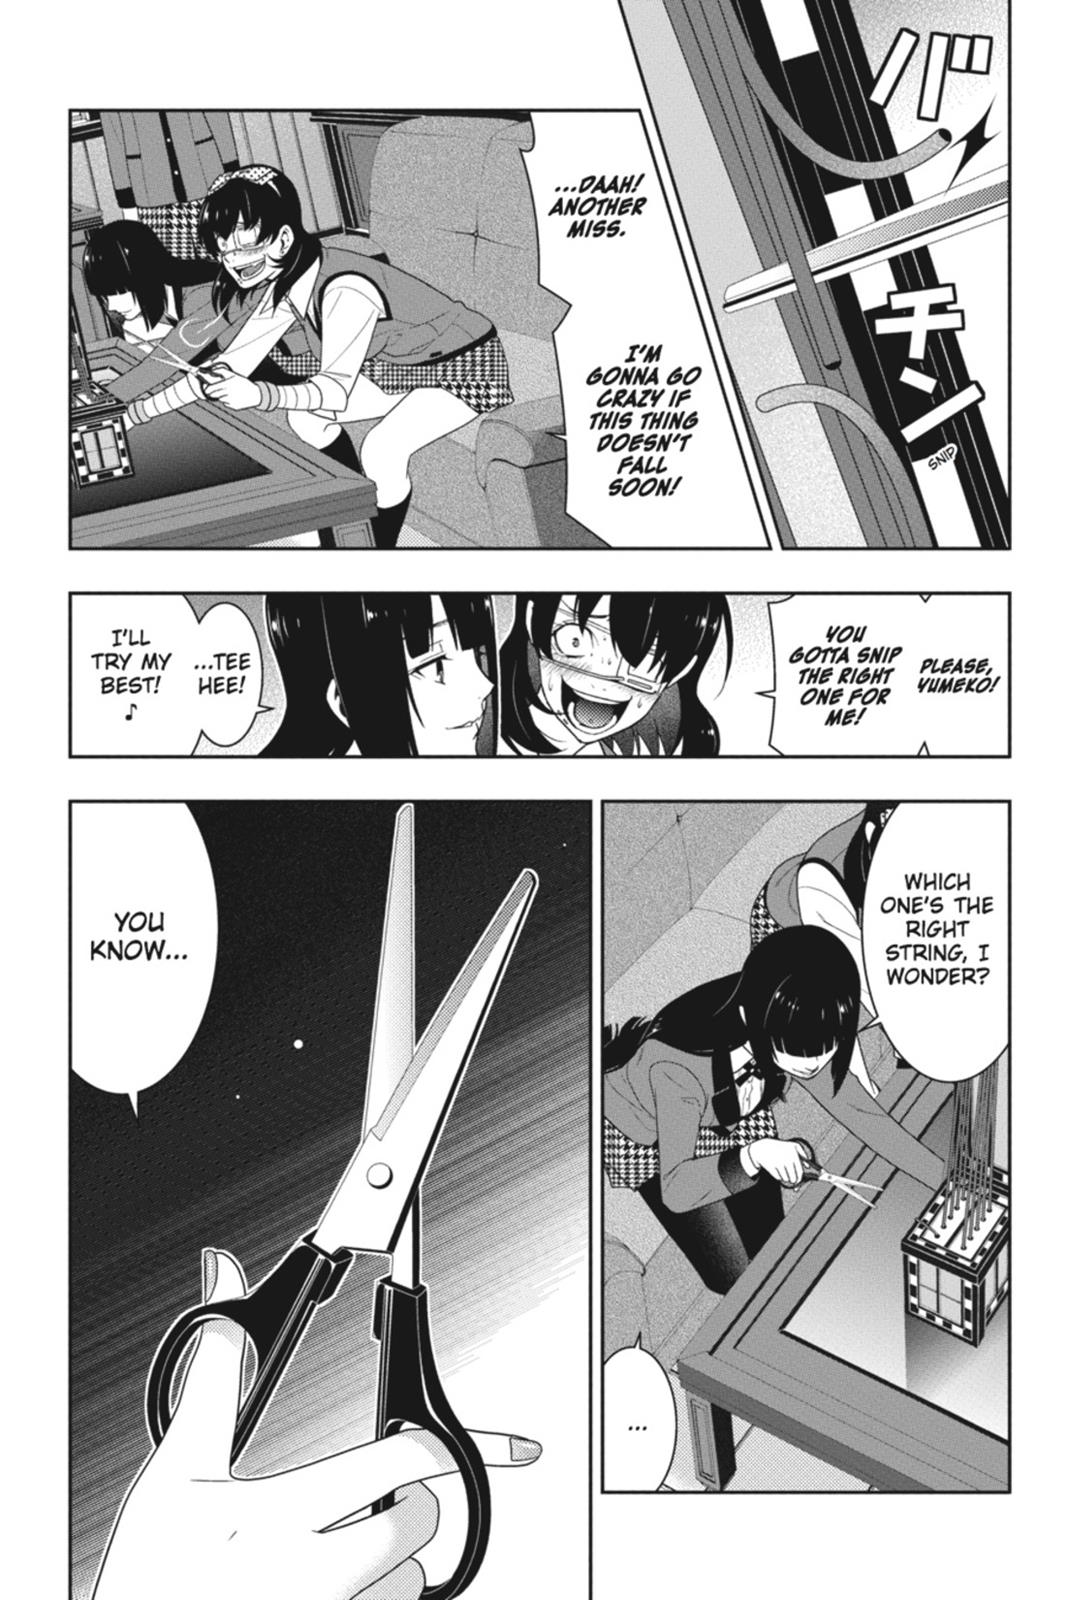 バ
チン
SNIP
...DAAH!
ANOTHER
MISS.
I'M
GONNA GO
CRAZY IF
THIS THING
DOESN'T
FALL
SOON!
PLEASE,
YUMEKO!
YOU
GOTTA SNIP
THE RIGHT
ONE FOR
ME!
...TEE
HEE!
I'LL
TRY MY
BEST!
♪
WHICH
ONE'S THE
RIGHT
STRING, I
WONDER?
...
YOU
KNOW...